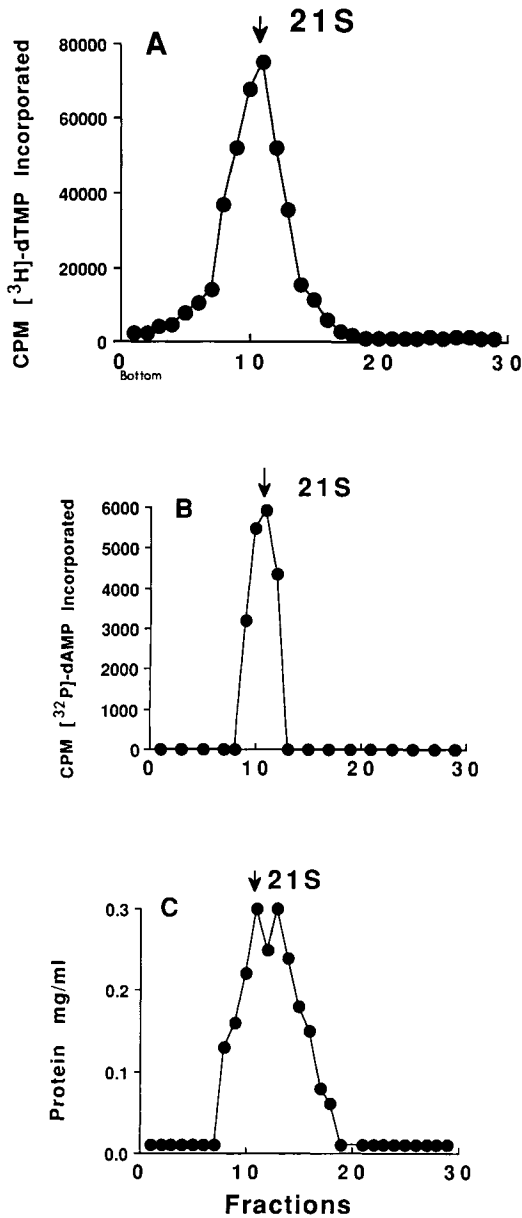 A
21S
CPM [³H]-dTMP Incorporated
80000
60000
40000
20000
0
0 10 20 30
Bottom
B
21S
CPM [³²P]-dAMP Incorporated
6000
5000
4000
3000
2000
1000
0
0 10 20 30
C
21S
Protein mg/ml
0.3
0.2
0.1
0.0
0 10 20 30
Fractions